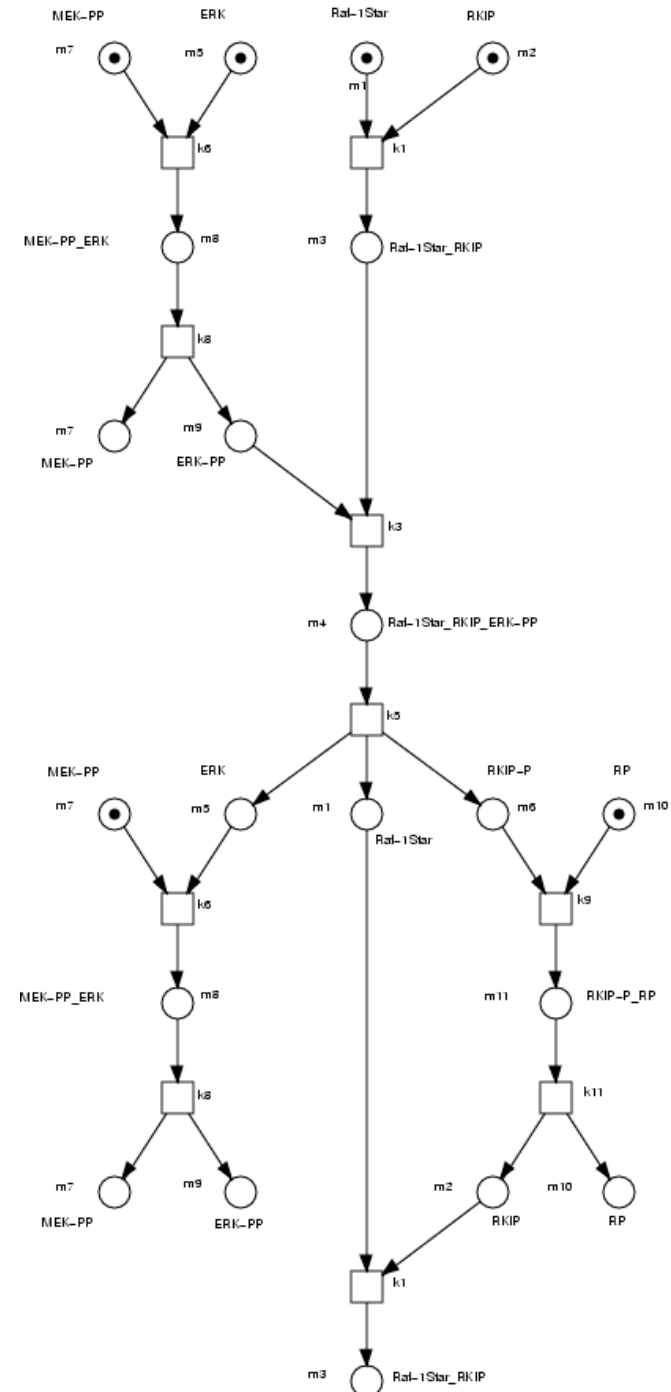 MEK-PP
ERK
Raf-1Star
RKIP
m7
m5
m1
m2
k6
k1
MEK-PP_ERK
m8
m3
Raf-1Star_RKIP
k8
m7
m9
MEK-PP
ERK-PP
k3
m4
Raf-1Star_RKIP_ERK-PP
k5
MEK-PP
ERK
RKIP-P
RP
m7
m5
m1
m6
m10
Raf-1Star
k6
k9
MEK-PP_ERK
m8
m11
RKIP-P_RP
k8
k11
m7
m9
m2
m10
MEK-PP
ERK-PP
RKIP
RP
k1
m3
Raf-1Star_RKIP